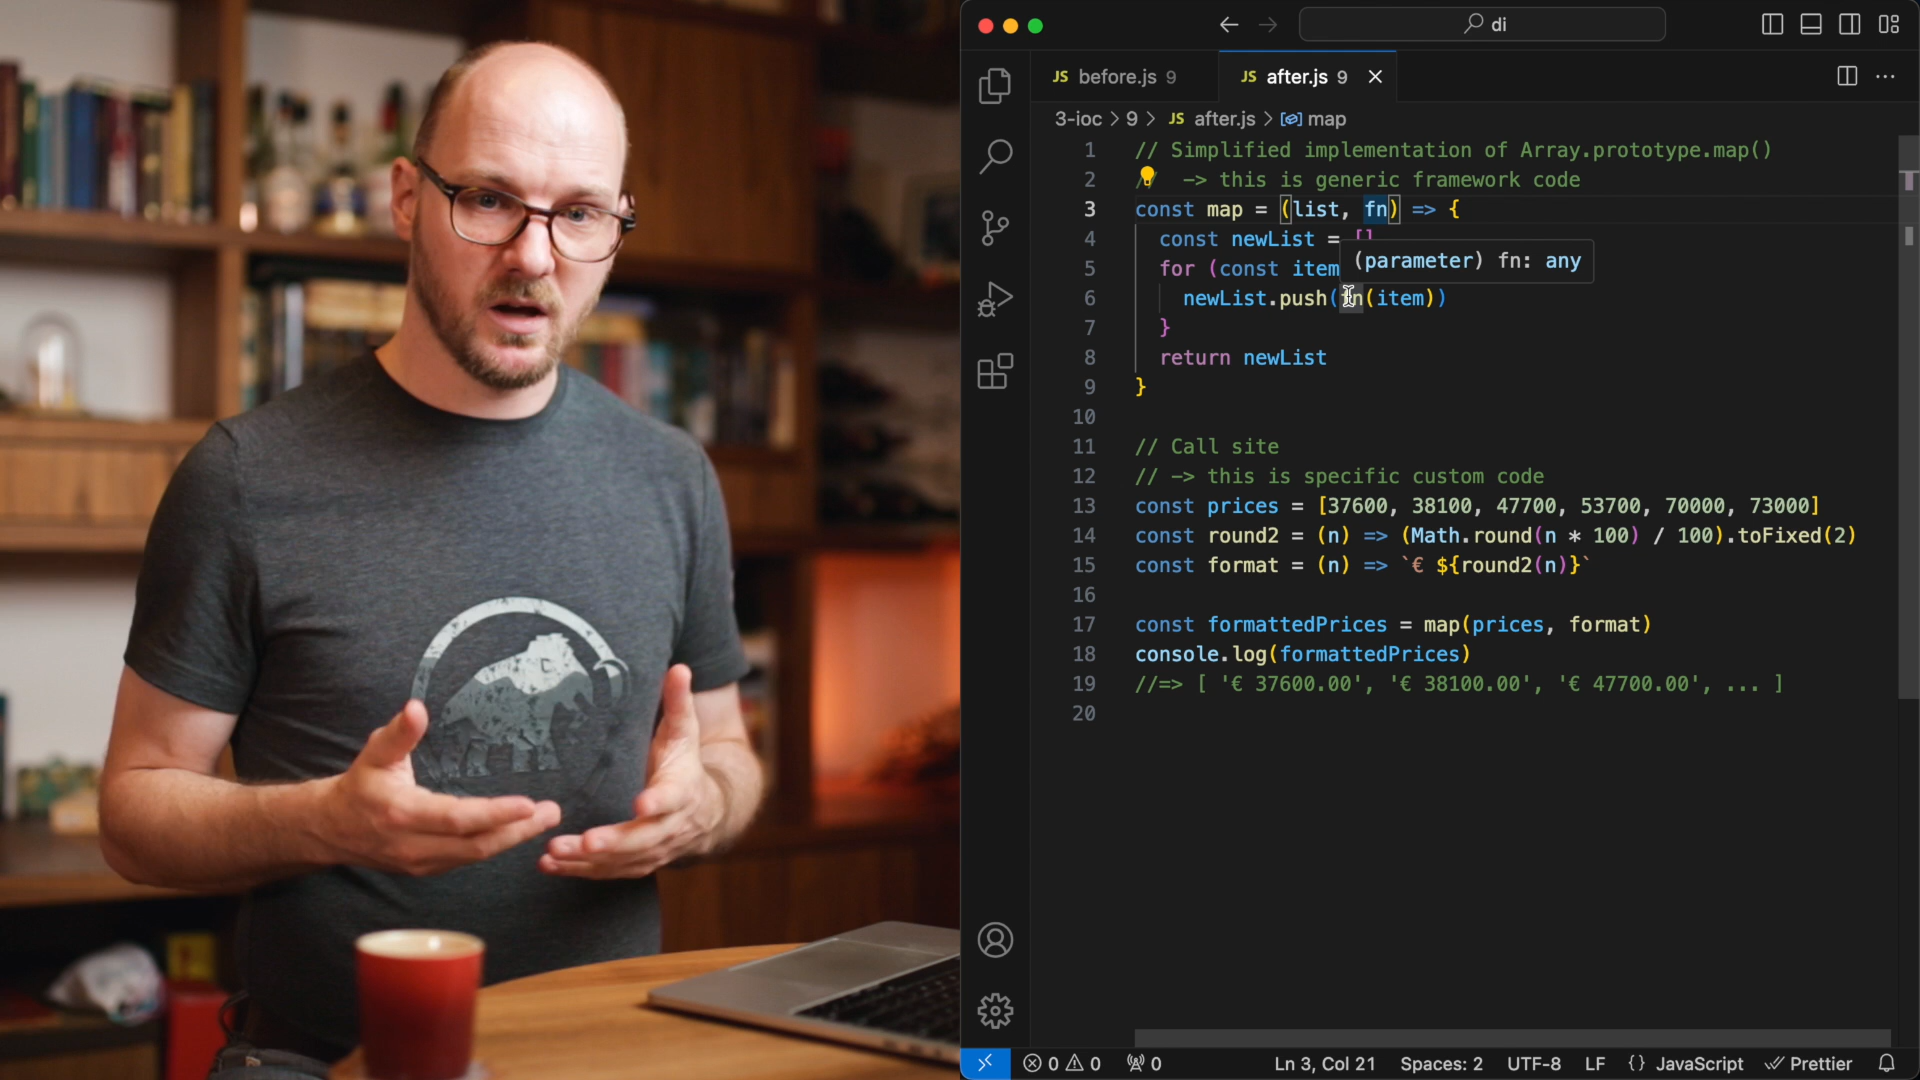 di
JS before.js 9
JS after.js 9
3-ioc > 9 > JS after.js > map
1 // Simplified implementation of Array.prototype.map()
2 // -> this is generic framework code
3 const map = (list, fn) => {
4 const newList = []
(parameter) fn: any
5 for (const item
6 newList.push(fn(item))
7 }
8 return newList
9 }
10
11 // Call site
12 // -> this is specific custom code
13 const prices = [37600, 38100, 47700, 53700, 70000, 73000]
14 const round2 = (n) => (Math.round(n * 100) / 100).toFixed(2)
15 const format = (n) => `€ ${round2(n)}`
16
17 const formattedPrices = map(prices, format)
18 console.log(formattedPrices)
19 //=> [ '€ 37600.00', '€ 38100.00', '€ 47700.00', ... ]
20
0 0 0 Ln 3, Col 21 Spaces: 2 UTF-8 LF {} JavaScript Prettier